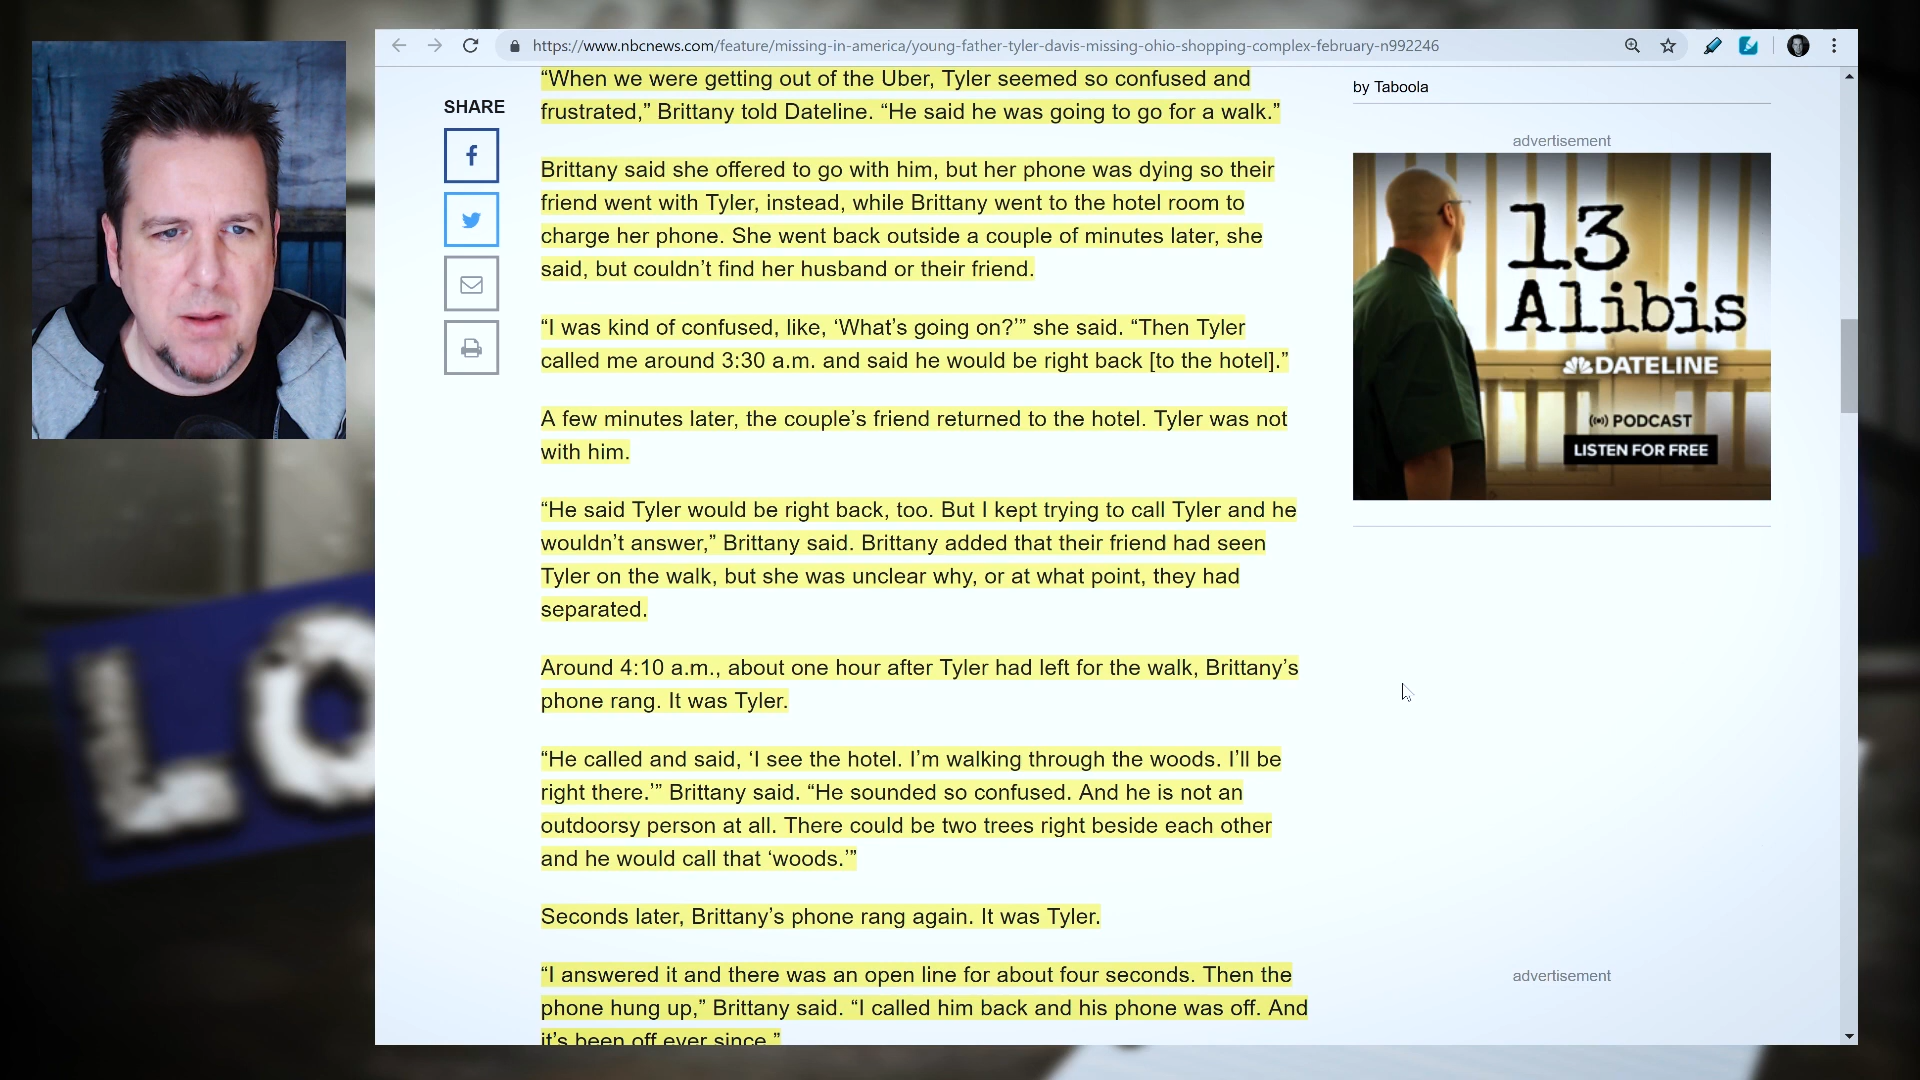 https://www.nbcnews.com/feature/missing-in-america/young-father-tyler-davis-missing-ohio-shopping-complex-february-n992246
SHARE
“When we were getting out of the Uber, Tyler seemed so confused and
frustrated,” Brittany told Dateline. “He said he was going to go for a walk.”
Brittany said she offered to go with him, but her phone was dying so their
friend went with Tyler, instead, while Brittany went to the hotel room to
charge her phone. She went back outside a couple of minutes later, she
said, but couldn’t find her husband or their friend.
“I was kind of confused, like, ‘What’s going on?’” she said. “Then Tyler
called me around 3:30 a.m. and said he would be right back [to the hotel].”
A few minutes later, the couple’s friend returned to the hotel. Tyler was not
with him.
“He said Tyler would be right back, too. But I kept trying to call Tyler and he
wouldn’t answer,” Brittany said. Brittany added that their friend had seen
Tyler on the walk, but she was unclear why, or at what point, they had
separated.
Around 4:10 a.m., about one hour after Tyler had left for the walk, Brittany’s
phone rang. It was Tyler.
“He called and said, ‘I see the hotel. I’m walking through the woods. I’ll be
right there.’” Brittany said. “He sounded so confused. And he is not an
outdoorsy person at all. There could be two trees right beside each other
and he would call that ‘woods.’”
Seconds later, Brittany’s phone rang again. It was Tyler.
“I answered it and there was an open line for about four seconds. Then the
phone hung up,” Brittany said. “I called him back and his phone was off. And
it’s been off ever since.”
by Taboola
advertisement
13
Alibis
DATELINE
PODCAST
LISTEN FOR FREE
advertisement
LO